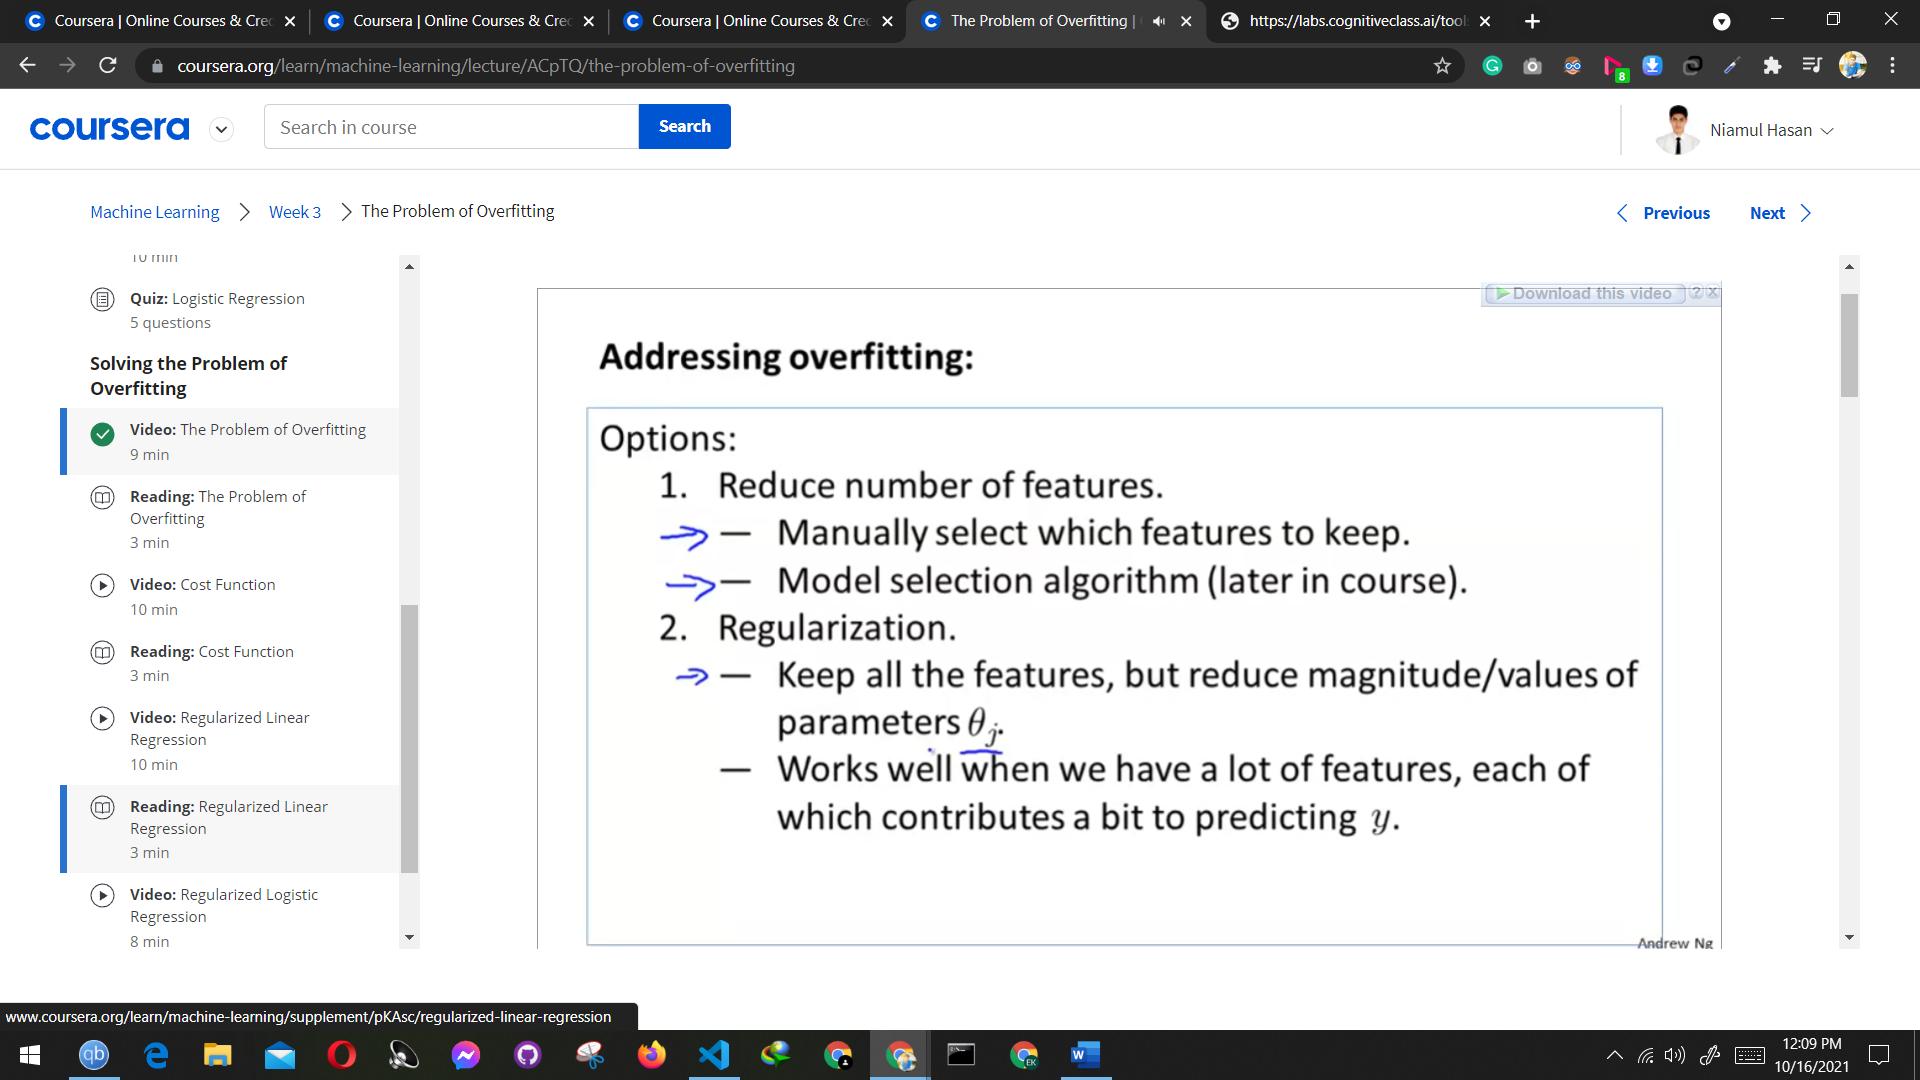 Coursera | Online Courses & Cre
Coursera | Online Courses & Cre
Coursera | Online Courses & Cre
The Problem of Overfitting |
https://labs.cognitiveclass.ai/tool
coursera.org/learn/machine-learning/lecture/ACpTQ/the-problem-of-overfitting
8
coursera
Search in course
Search
Niamul Hasan
Machine Learning
Week 3
The Problem of Overfitting
Previous
Next
10 min
Quiz: Logistic Regression
5 questions
Solving the Problem of
Overfitting
Video: The Problem of Overfitting
9 min
Reading: The Problem of
Overfitting
3 min
Video: Cost Function
10 min
Reading: Cost Function
3 min
Video: Regularized Linear
Regression
10 min
Reading: Regularized Linear
Regression
3 min
Video: Regularized Logistic
Regression
8 min
Download this video ? X
Addressing overfitting:
Options:
1. Reduce number of features.
— Manually select which features to keep.
— Model selection algorithm (later in course).
2. Regularization.
— Keep all the features, but reduce magnitude/values of
parameters θj.
— Works well when we have a lot of features, each of
which contributes a bit to predicting y.
Andrew Ng
www.coursera.org/learn/machine-learning/supplement/pKAsc/regularized-linear-regression
qb
EK
W
12:09 PM
10/16/2021